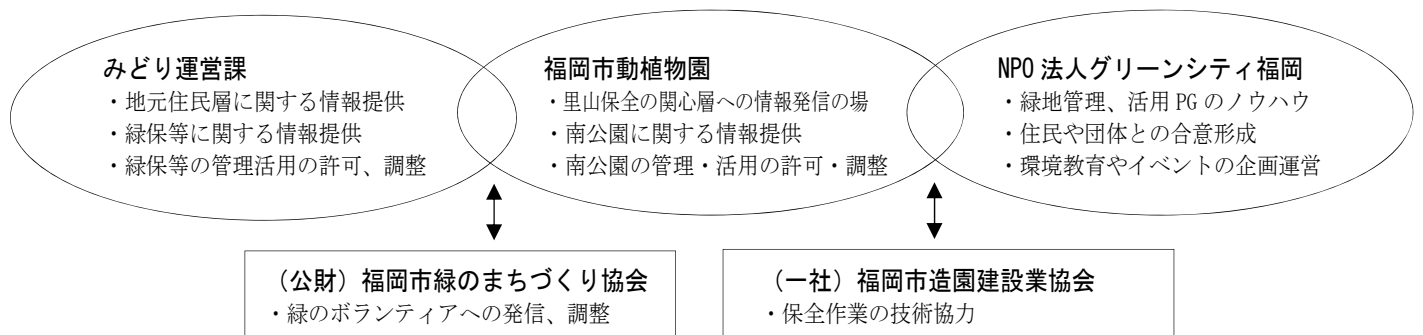 みどり運営課
・地元住民層に関する情報提供
・緑保等に関する情報提供
・緑保等の管理活用の許可、調整
福岡市動植物園
・里山保全の関心層への情報発信の場
・南公園に関する情報提供
・南公園の管理・活用の許可・調整
NPO 法人グリーンシティ福岡
・緑地管理、活用 PG のノウハウ
・住民や団体との合意形成
・環境教育やイベントの企画運営
（公財）福岡市緑のまちづくり協会
・緑のボランティアへの発信、調整
（一社）福岡市造園建設業協会
・保全作業の技術協力